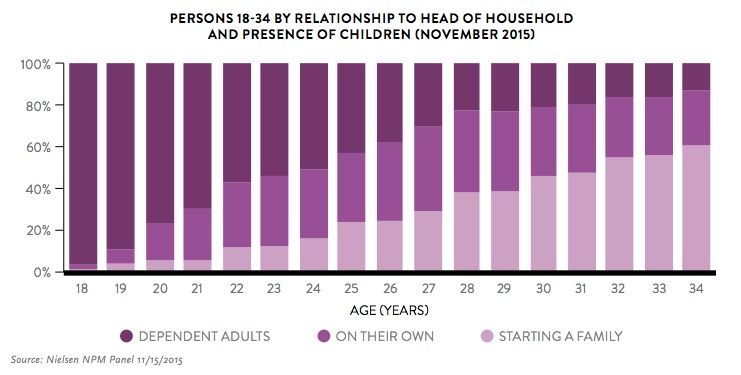 PERSONS 18-34 BY RELATIONSHIP TO HEAD OF HOUSEHOLD
AND PRESENCE OF CHILDREN (NOVEMBER 2015)
100%
80%
60%
40%
20%
0%
18 19 20 21 22 23 24 25 26 27 28 29 30 31 32 33 34
AGE (YEARS)
DEPENDENT ADULTS ON THEIR OWN STARTING A FAMILY
Source: Nielsen NPM Panel 11/15/2015